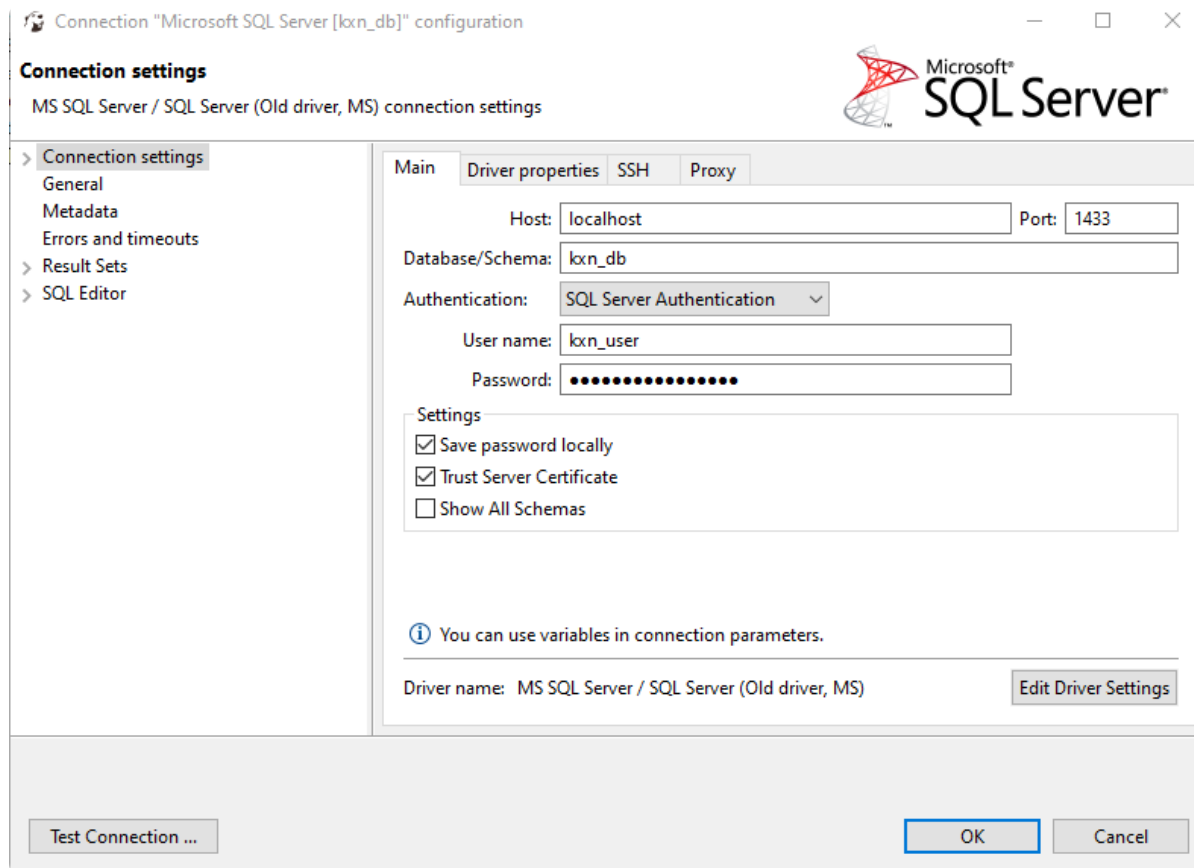 Connection "Microsoft SQL Server [kxn_db]" configuration
Connection settings
MS SQL Server / SQL Server (Old driver, MS) connection settings
Microsoft®
SQL Server®
Connection settings
General
Metadata
Errors and timeouts
Result Sets
SQL Editor
Main Driver properties SSH Proxy
Host: localhost Port: 1433
Database/Schema: kxn_db
Authentication: SQL Server Authentication
User name: kxn_user
Password: ••••••••••••••••
Settings
Save password locally
Trust Server Certificate
Show All Schemas
You can use variables in connection parameters.
Driver name: MS SQL Server / SQL Server (Old driver, MS) Edit Driver Settings
Test Connection ... OK Cancel